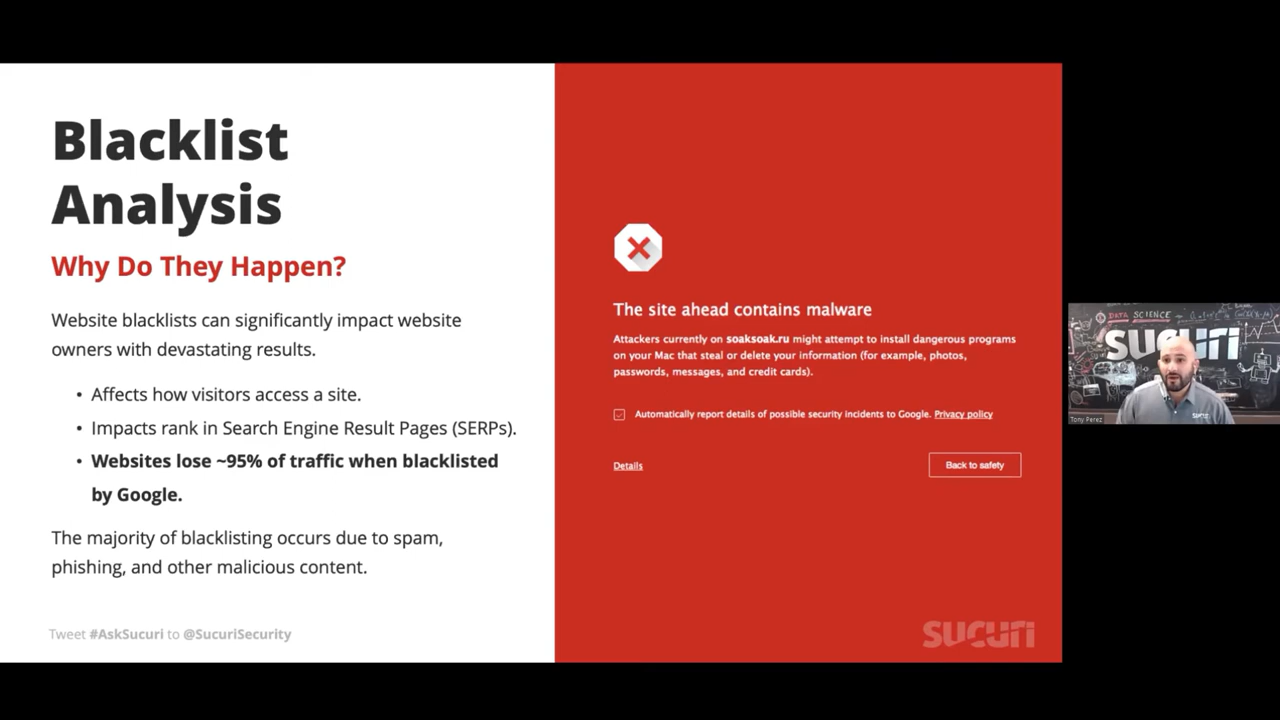 Blacklist
Analysis
Why Do They Happen?
Website blacklists can significantly impact website
owners with devastating results.
• Affects how visitors access a site.
• Impacts rank in Search Engine Result Pages (SERPs).
• Websites lose ~95% of traffic when blacklisted
by Google.
The majority of blacklisting occurs due to spam,
phishing, and other malicious content.
Tweet #AskSucuri to @SucuriSecurity
The site ahead contains malware
Attackers currently on soaksoak.ru might attempt to install dangerous programs
on your Mac that steal or delete your information (for example, photos,
passwords, messages, and credit cards).
Automatically report details of possible security incidents to Google. Privacy policy
Details
Back to safety
sucuri
DATA SCIENCE
sucuri
Tony Perez